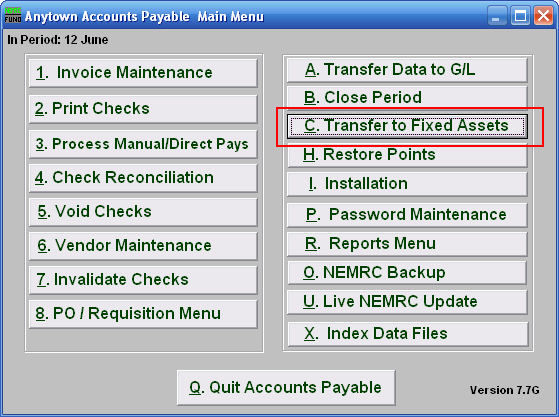 Anytown Accounts Payable  Main Menu
In Period: 12 June
1. Invoice Maintenance
2. Print Checks
3. Process Manual/Direct Pays
4. Check Reconciliation
5. Void Checks
6. Vendor Maintenance
7. Invalidate Checks
8. PO / Requisition Menu
A. Transfer Data to G/L
B. Close Period
C. Transfer to Fixed Assets
H. Restore Points
I. Installation
P. Password Maintenance
R. Reports Menu
O. NEMRC Backup
U. Live NEMRC Update
X. Index Data Files
Q. Quit Accounts Payable
Version 7.7G